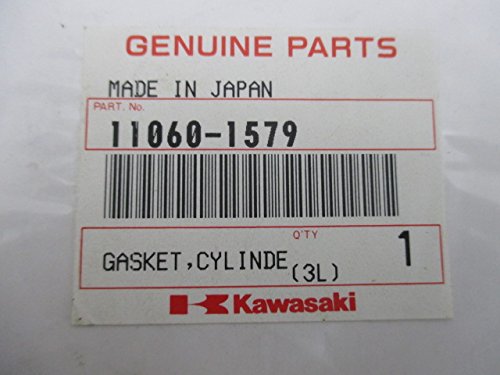 GENUINE PARTS
MADE IN JAPAN
PART. No.
11060-1579
Q'TY
GASKET,CYLINDE (3L) 1
Kawasaki